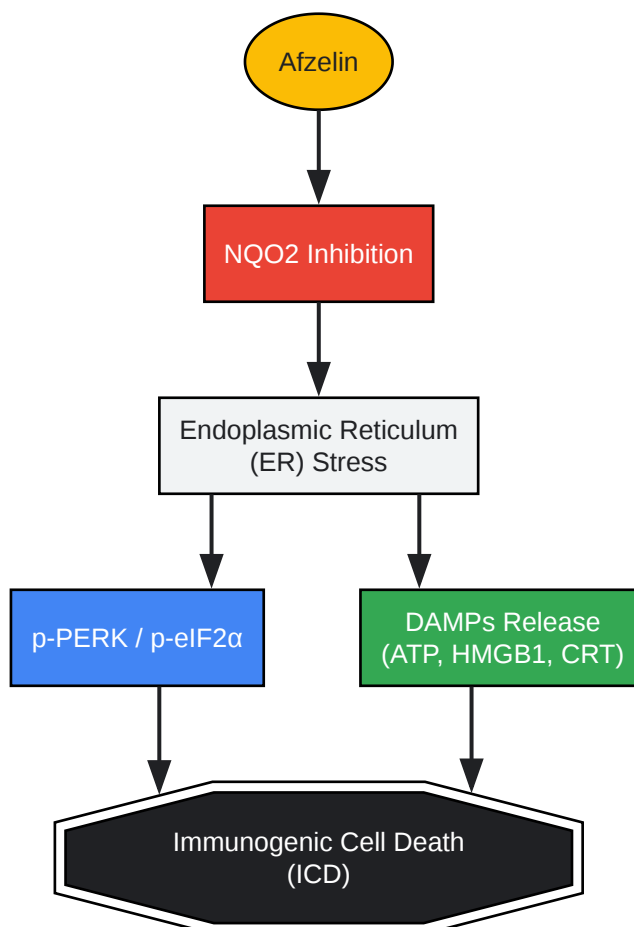 Afzelin
NQO2 Inhibition
Endoplasmic Reticulum
(ER) Stress
p-PERK / p-eIF2α
DAMPs Release
(ATP, HMGB1, CRT)
Immunogenic Cell Death
(ICD)